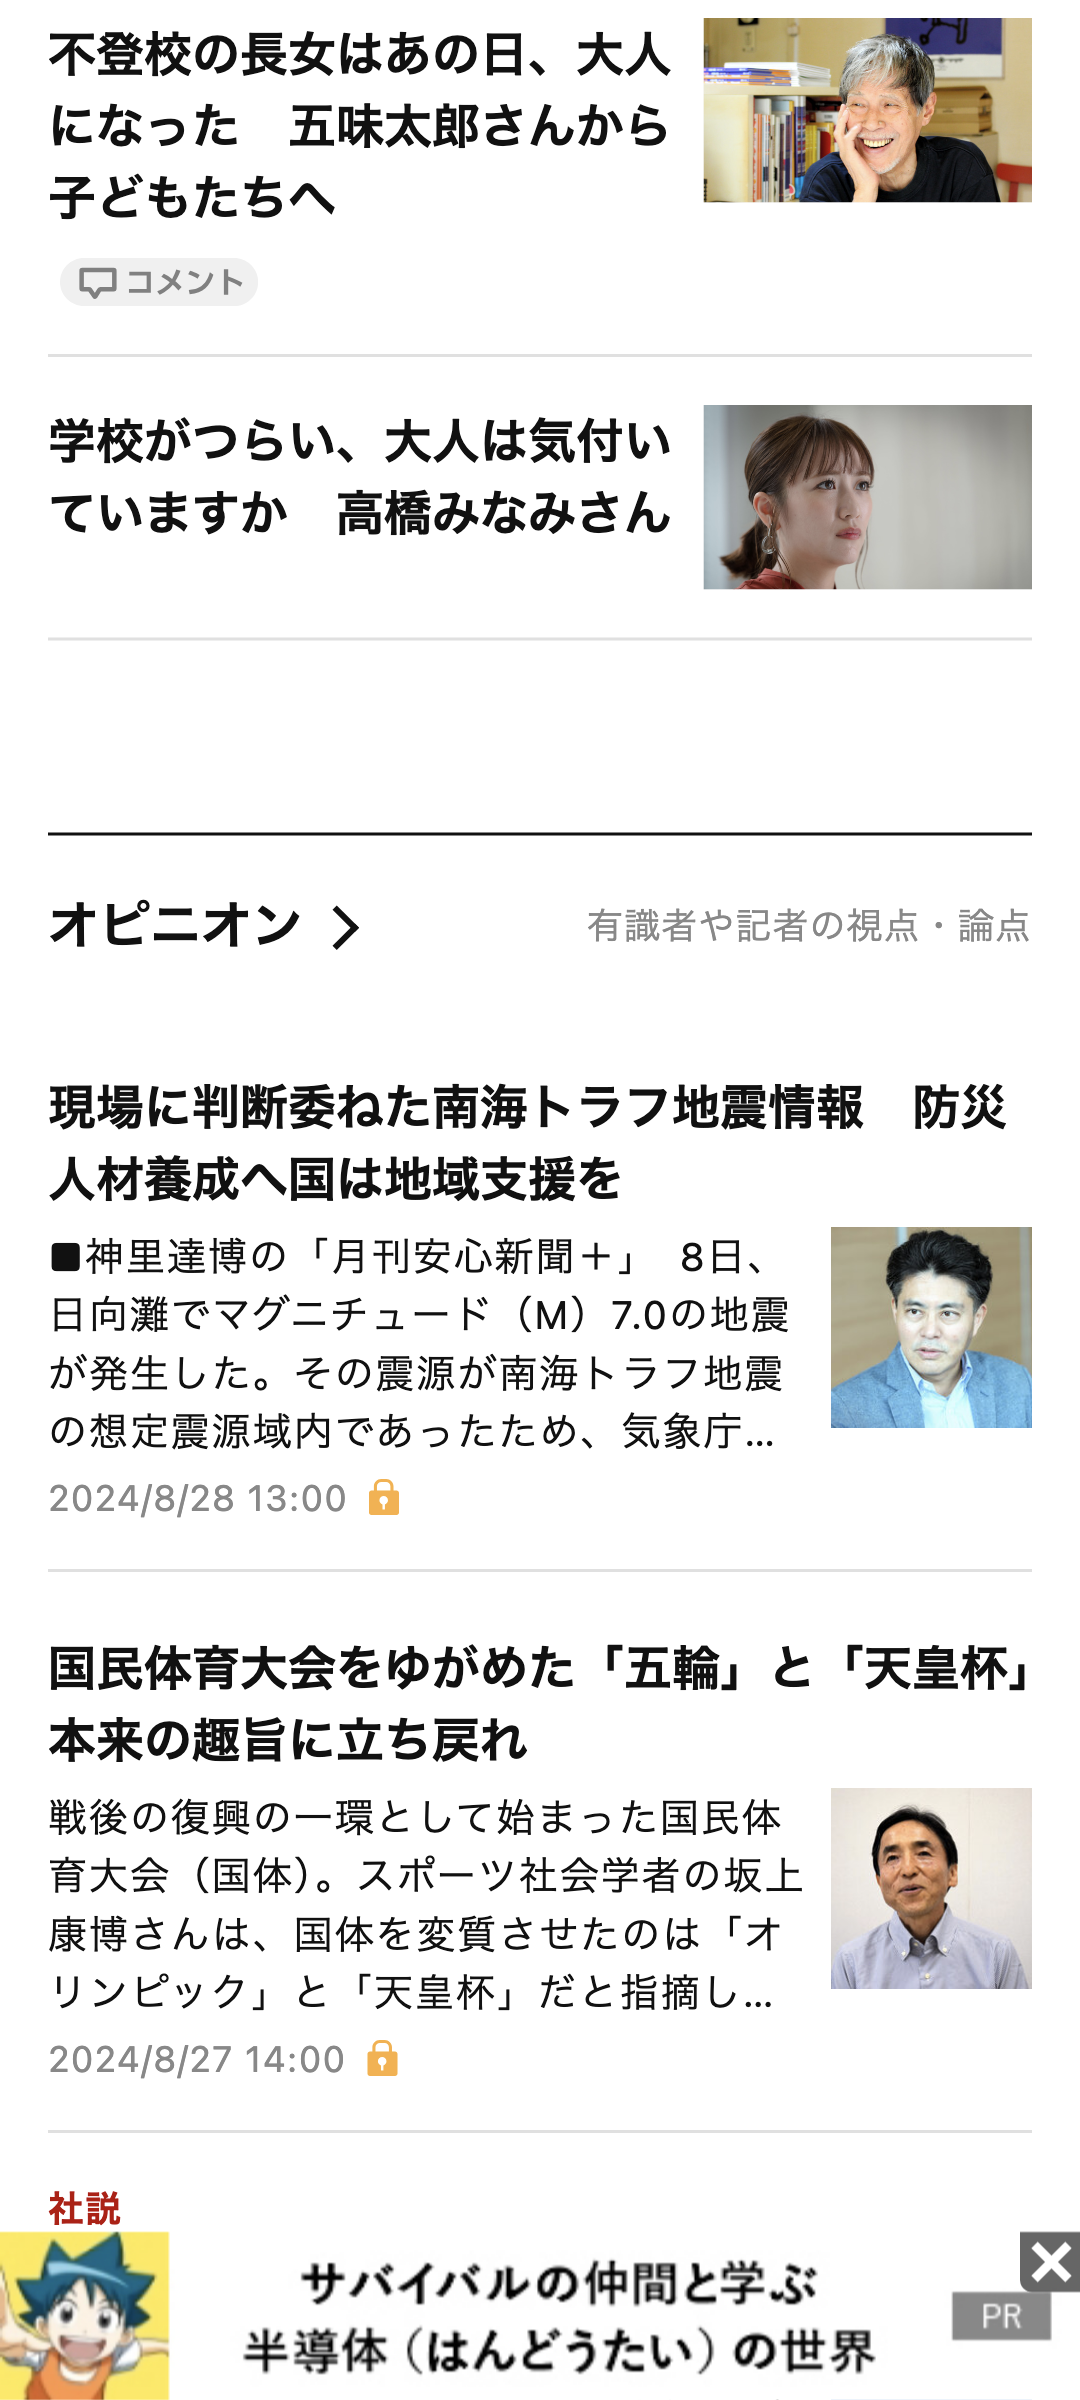 不登校の長女はあの日、大人
になった　五味太郎さんから
子どもたちへ
コメント
学校がつらい、大人は気付い
ていますか　高橋みなみさん
オピニオン
有識者や記者の視点・論点
現場に判断委ねた南海トラフ地震情報　防災
人材養成へ国は地域支援を
■神里達博の「月刊安心新聞＋」　8日、
日向灘でマグニチュード（M）7.0の地震
が発生した。その震源が南海トラフ地震
の想定震源域内であったため、気象庁…
2024/8/28 13:00
国民体育大会をゆがめた「五輪」と「天皇杯」
本来の趣旨に立ち戻れ
戦後の復興の一環として始まった国民体
育大会（国体）。スポーツ社会学者の坂上
康博さんは、国体を変質させたのは「オ
リンピック」と「天皇杯」だと指摘し…
2024/8/27 14:00
社説
サバイバルの仲間と学ぶ
半導体（はんどうたい）の世界
PR